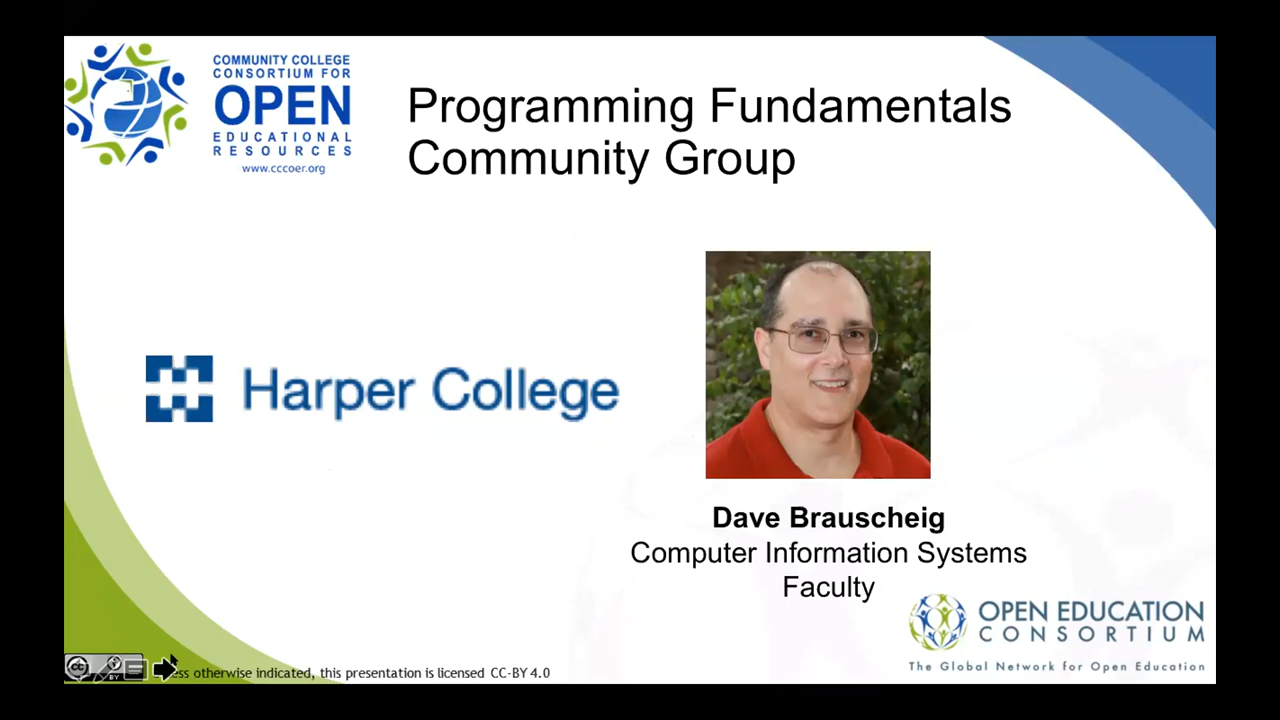 COMMUNITY COLLEGE
CONSORTIUM FOR
OPEN
EDUCATIONAL
RESOURCES
www.cccoer.org
Programming Fundamentals
Community Group
Harper College
Dave Brauscheig
Computer Information Systems
Faculty
OPEN EDUCATION
CONSORTIUM
The Global Network for Open Education
cc
BY
otherwise indicated, this presentation is licensed CC-BY 4.0